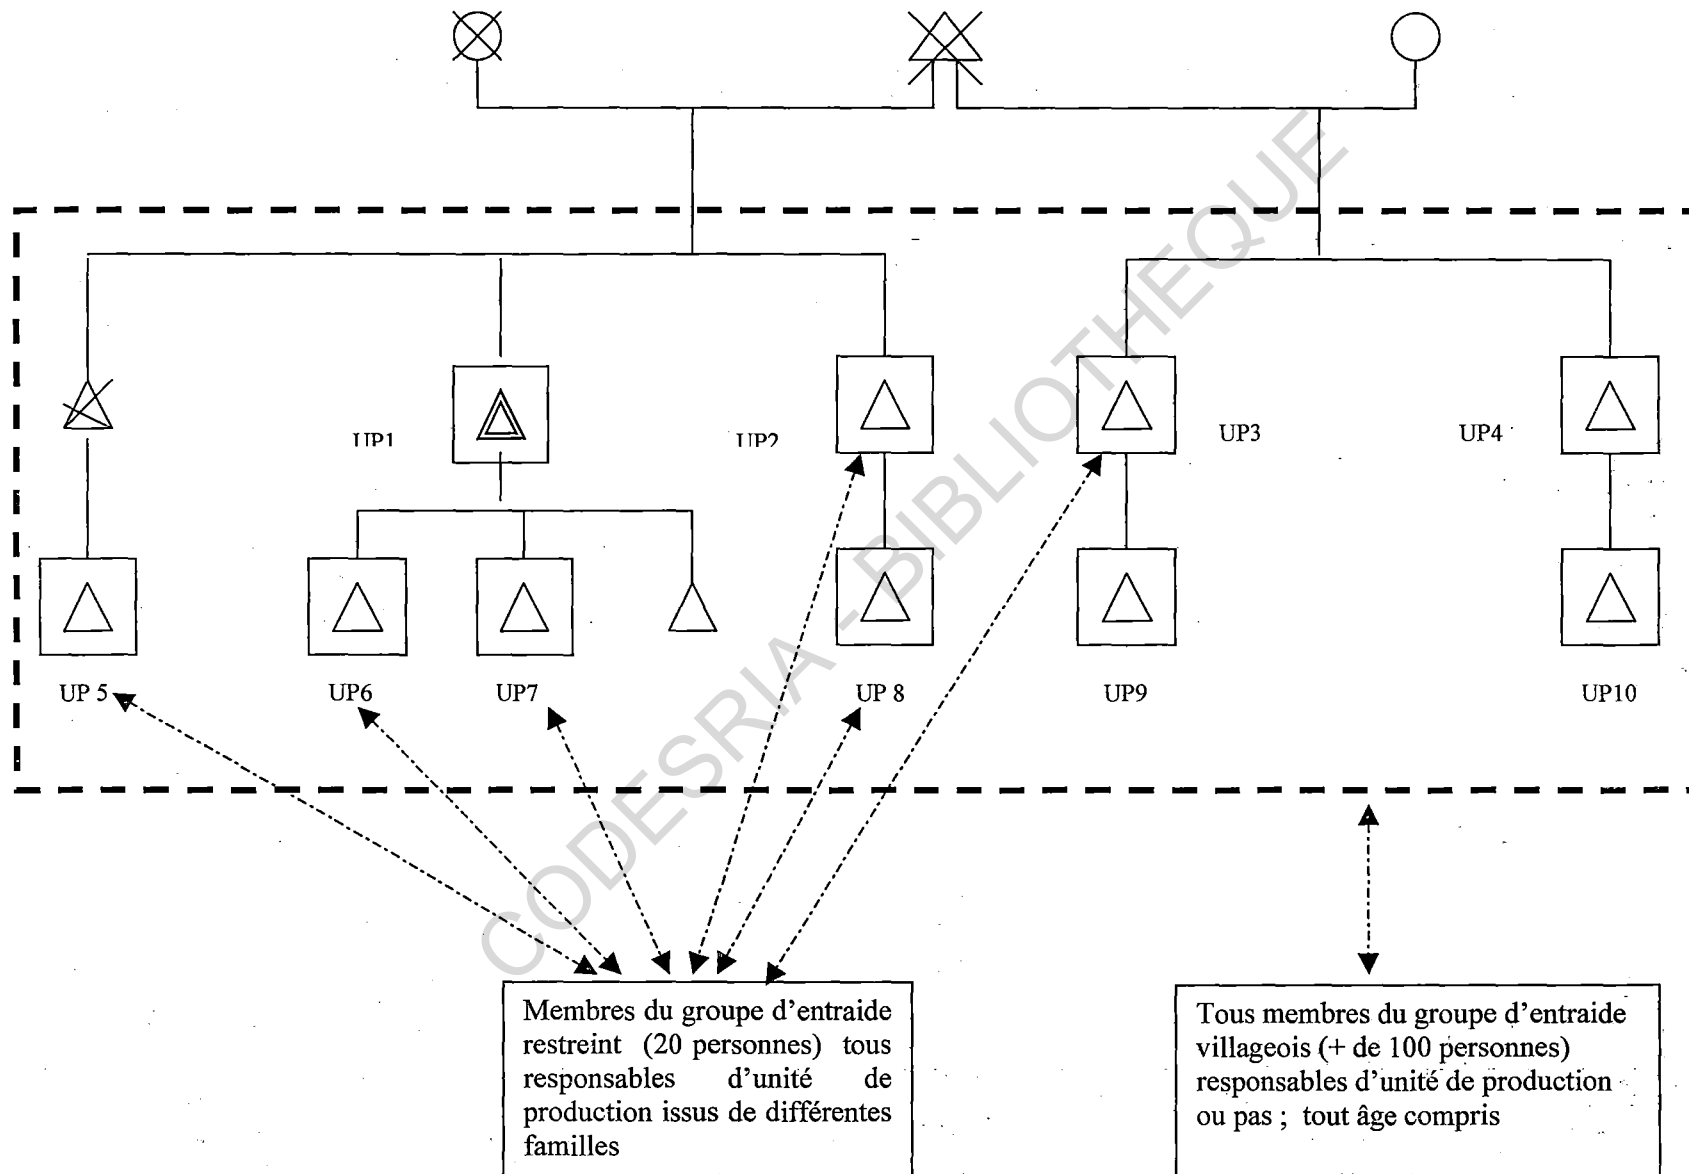 UP1
UP2
UP3
UP4
UP 5
UP6
UP7
UP 8
UP9
UP10
CODESRIA - BIBLIOTHEQUE
Membres du groupe d'entraide
restreint (20 personnes) tous
responsables d'unité de
production issus de différentes
familles
Tous membres du groupe d'entraide
villageois (+ de 100 personnes)
responsables d'unité de production
ou pas ; tout âge compris